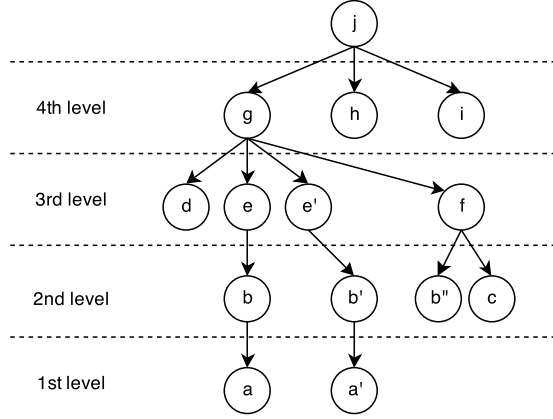 j
4th level
g
h
i
3rd level
d
e
e'
f
2nd level
b
b'
b"
c
1st level
a
a'